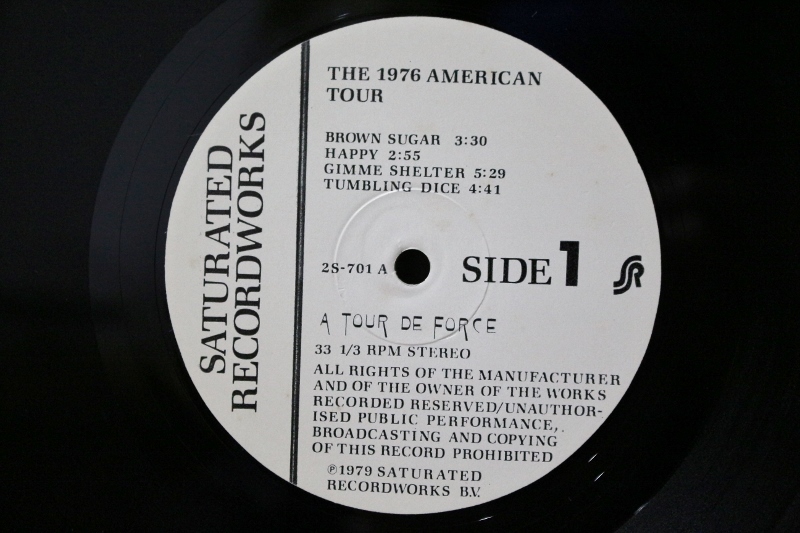 SATURATED
RECORDWORKS
THE 1976 AMERICAN
TOUR
BROWN SUGAR 3:30
HAPPY 2:55
GIMME SHELTER 5:29
TUMBLING DICE 4:41
2S-701 A
SIDE 1
SR
A TOUR DE FORCE
33 1/3 RPM STEREO
ALL RIGHTS OF THE MANUFACTURER
AND OF THE OWNER OF THE WORKS
RECORDED RESERVED/UNAUTHOR-
ISED PUBLIC PERFORMANCE,.
BROADCASTING AND COPYING
OF THIS RECORD PROHIBITED
℗1979 SATURATED
RECORDWORKS B.V.